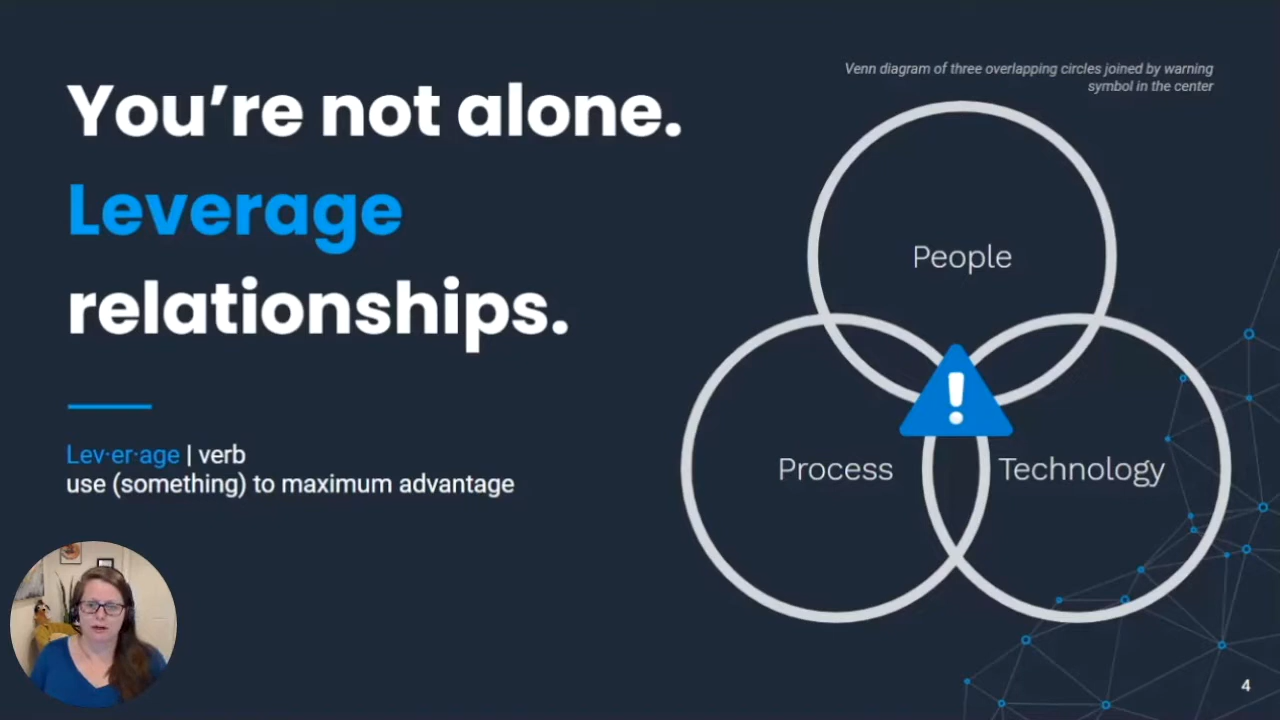 You’re not alone.
Leverage
relationships.
Lev·er·age | verb
use (something) to maximum advantage
Venn diagram of three overlapping circles joined by warning
symbol in the center
People
!
Process
Technology
4